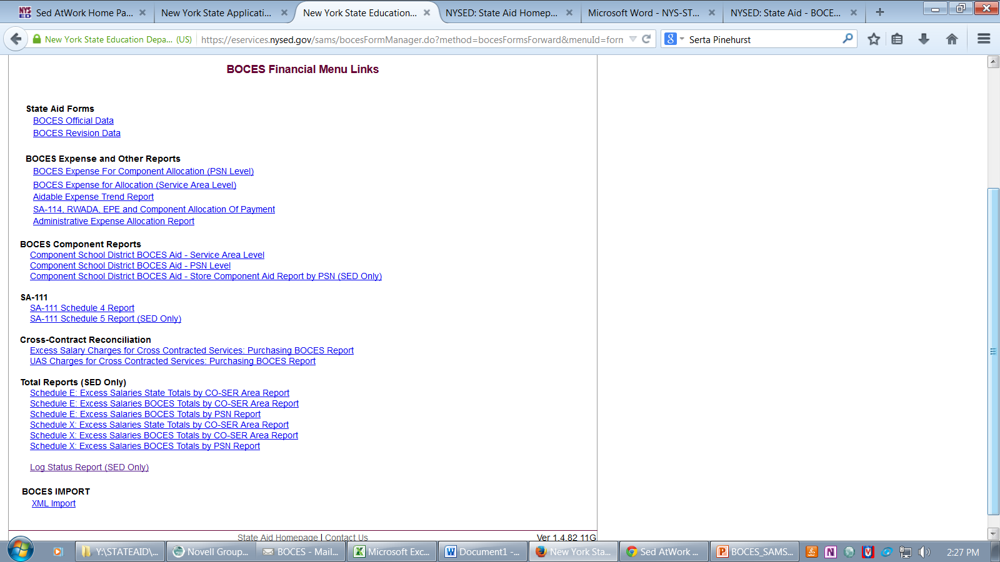 Sed AtWork Home Pa...
New York State Applicati...
New York State Education...
NYSED: State Aid Homep...
Microsoft Word - NYS-ST...
NYSED: State Aid - BOCE...
New York State Education Depa... (US)
https://eservices.nysed.gov/sams/bocesFormManager.do?method=bocesFormsForward&menuId=forn
Serta Pinehurst
BOCES Financial Menu Links
State Aid Forms
BOCES Official Data
BOCES Revision Data
BOCES Expense and Other Reports
BOCES Expense For Component Allocation (PSN Level)
BOCES Expense for Allocation (Service Area Level)
Aidable Expense Trend Report
SA-114, RWADA, EPE and Component Allocation Of Payment
Administrative Expense Allocation Report
BOCES Component Reports
Component School District BOCES Aid - Service Area Level
Component School District BOCES Aid - PSN Level
Component School District BOCES Aid - Store Component Aid Report by PSN (SED Only)
SA-111
SA-111 Schedule 4 Report
SA-111 Schedule 5 Report (SED Only)
Cross-Contract Reconciliation
Excess Salary Charges for Cross Contracted Services: Purchasing BOCES Report
UAS Charges for Cross Contracted Services: Purchasing BOCES Report
Total Reports (SED Only)
Schedule E: Excess Salaries State Totals by CO-SER Area Report
Schedule E: Excess Salaries BOCES Totals by CO-SER Area Report
Schedule E: Excess Salaries BOCES Totals by PSN Report
Schedule X: Excess Salaries State Totals by CO-SER Area Report
Schedule X: Excess Salaries BOCES Totals by CO-SER Area Report
Schedule X: Excess Salaries BOCES Totals by PSN Report
Log Status Report (SED Only)
BOCES IMPORT
XML Import
State Aid Homepage | Contact Us
Ver 1.4.82 11G
Y:\STATEAID\...
Novell Group...
BOCES - Mail...
Microsoft Exc...
Document1 -...
New York Sta...
Sed AtWork ...
BOCES_SAMS...
2:27 PM